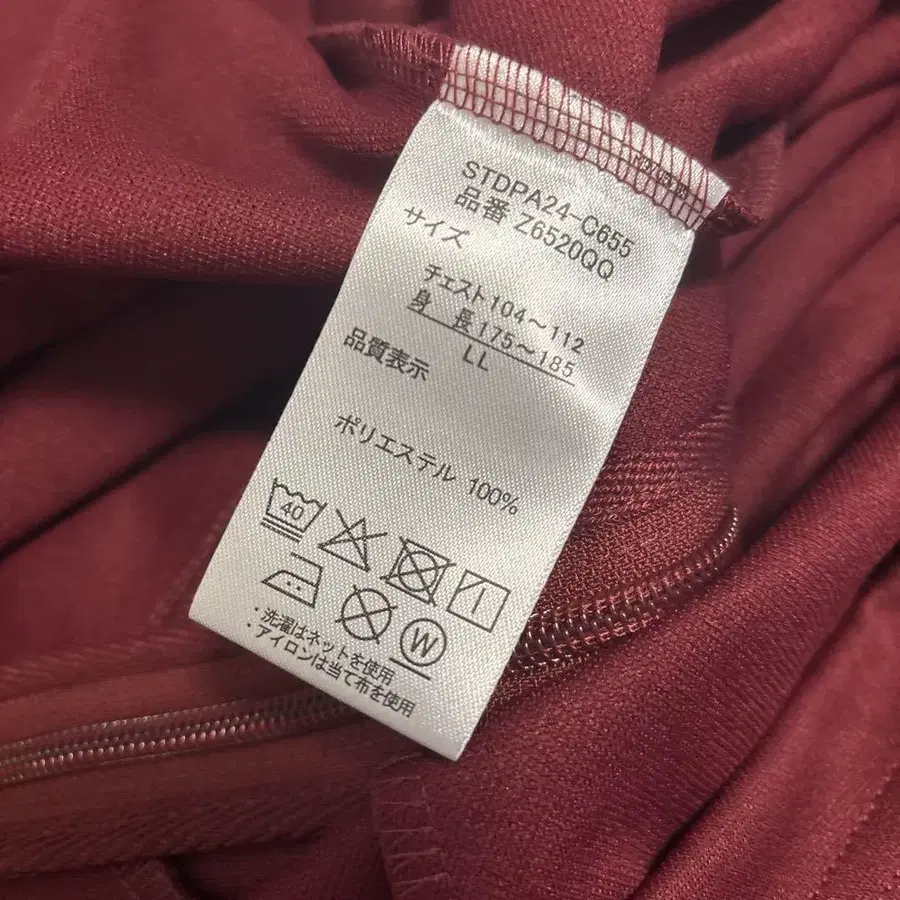 STDPA24-C655
品番 Z6520QQ
サイズ
チェスト104~112
身 長175~185
LL
品質表示
ポリエステル 100%
40
W
・洗濯はネットを使用
・アイロンは当て布を使用